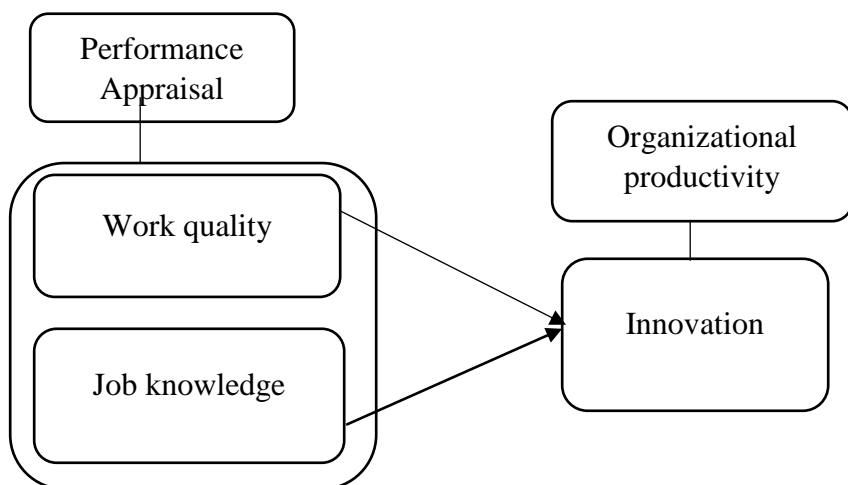 Performance
Appraisal
Organizational
productivity
Work quality
Innovation
Job knowledge